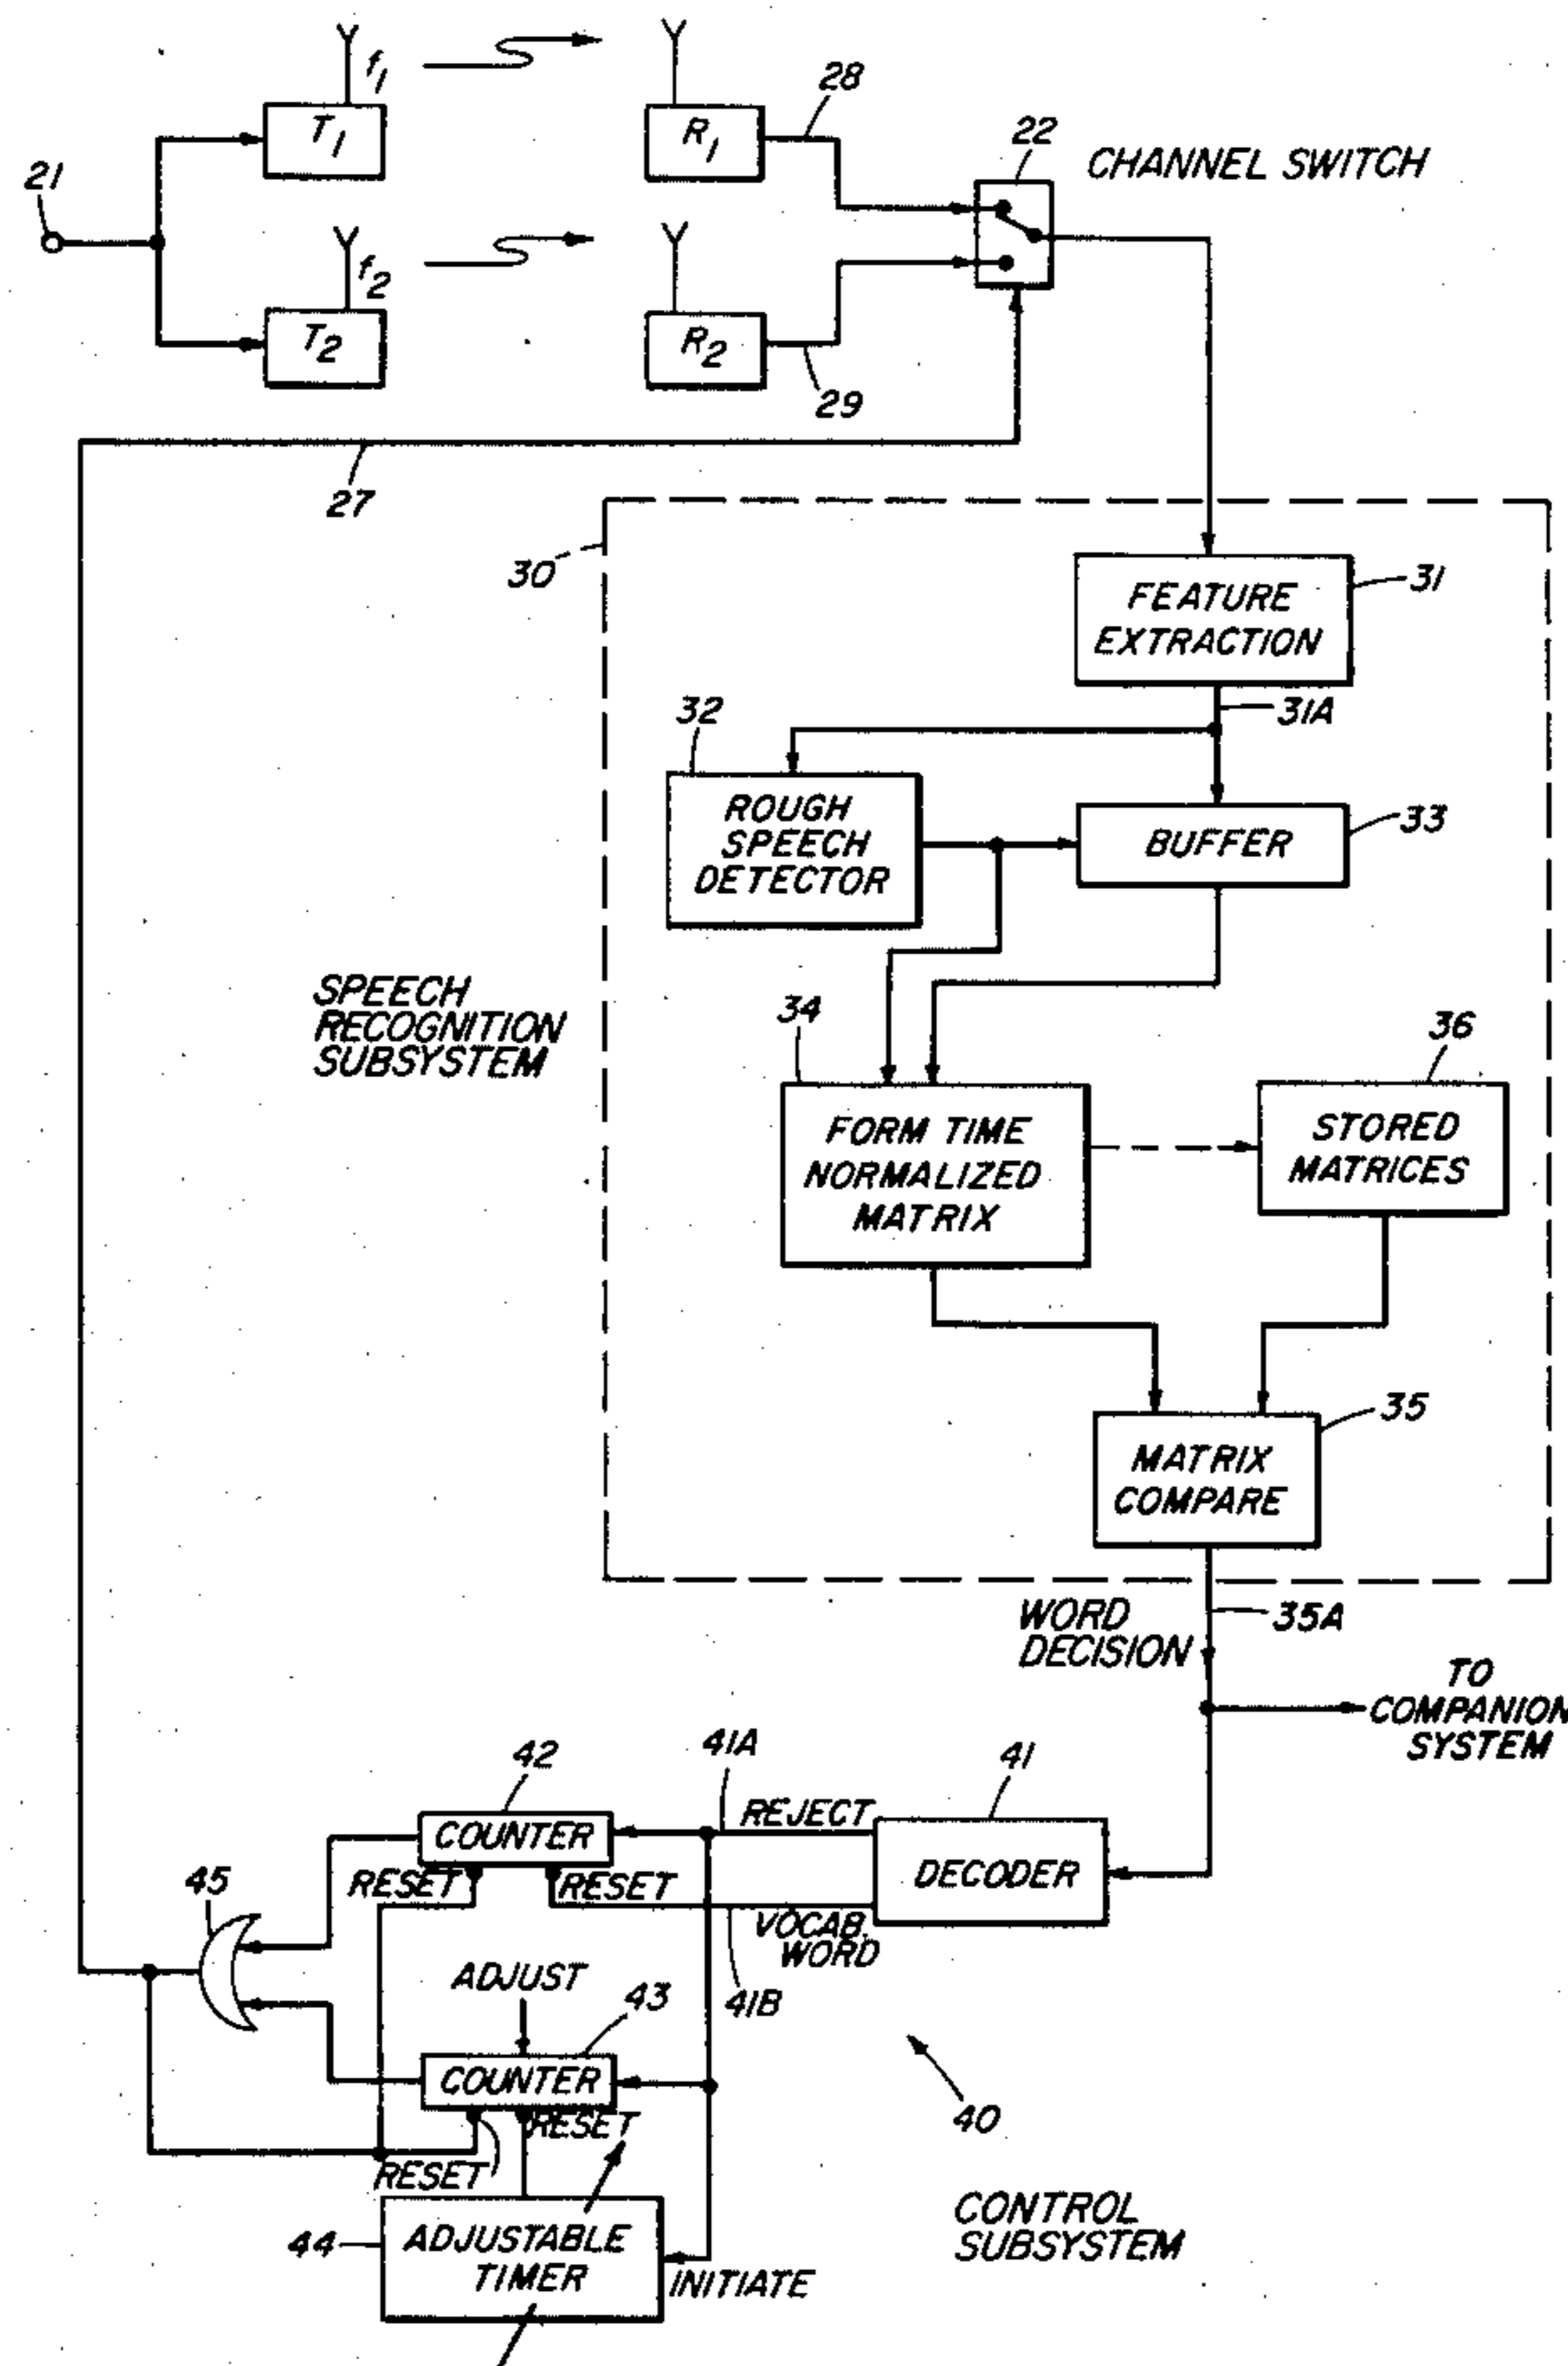 f1
28
T1
R1
22
CHANNEL SWITCH
21
f2
T2
R2
29
27
30
FEATURE
EXTRACTION
31
31A
32
ROUGH
SPEECH
DETECTOR
BUFFER
33
SPEECH
RECOGNITION
SUBSYSTEM
34
36
FORM TIME
NORMALIZED
MATRIX
STORED
MATRICES
35
MATRIX
COMPARE
WORD
DECISION
35A
TO
COMPANION
SYSTEM
42
41A
41
COUNTER
REJECT
DECODER
45
RESET
RESET
VOCAB.
WORD
ADJUST
43
41B
COUNTER
RESET
RESET
40
CONTROL
SUBSYSTEM
44
ADJUSTABLE
TIMER
INITIATE